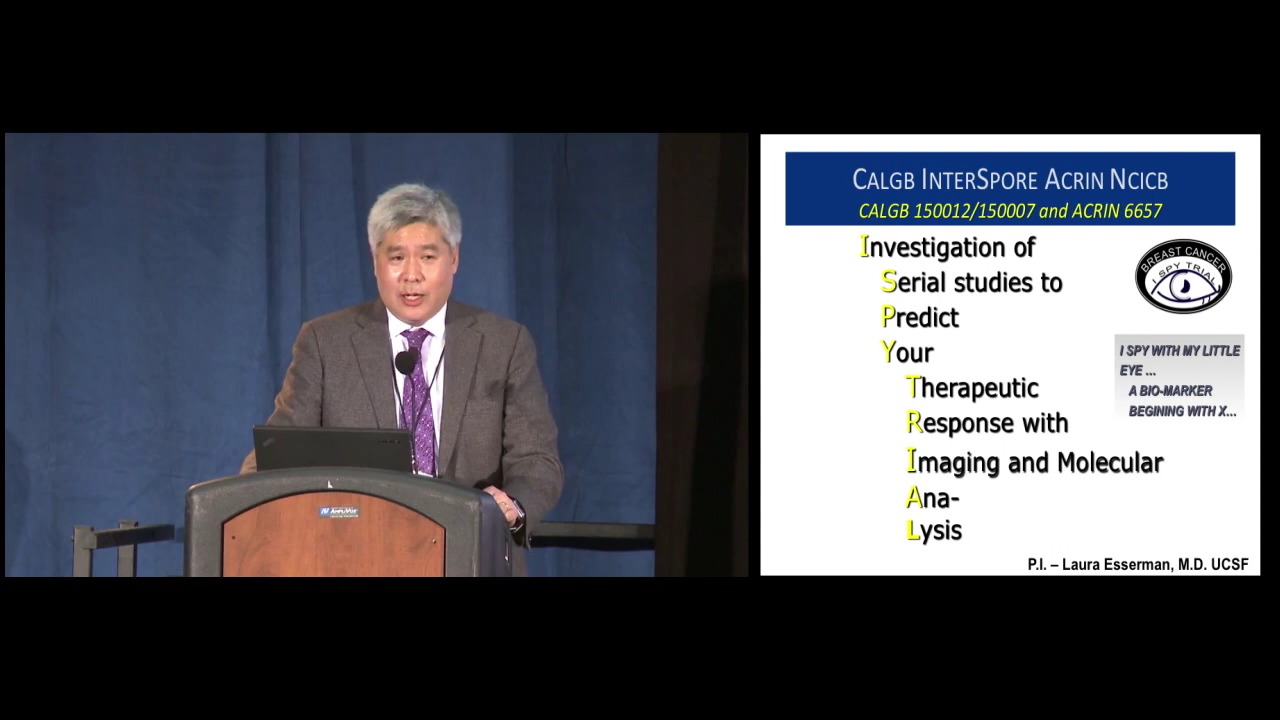 CALGB INTERSPORE ACRIN NCICB
CALGB 150012/150007 and ACRIN 6657
Investigation of
Serial studies to
Predict
Your
Therapeutic
Response with
Imaging and Molecular
Ana-
Lysis
BREAST CANCER
SPY TRIAL
I SPY WITH MY LITTLE
EYE ...
A BIO-MARKER
BEGINING WITH X...
P.I. – Laura Esserman, M.D. UCSF